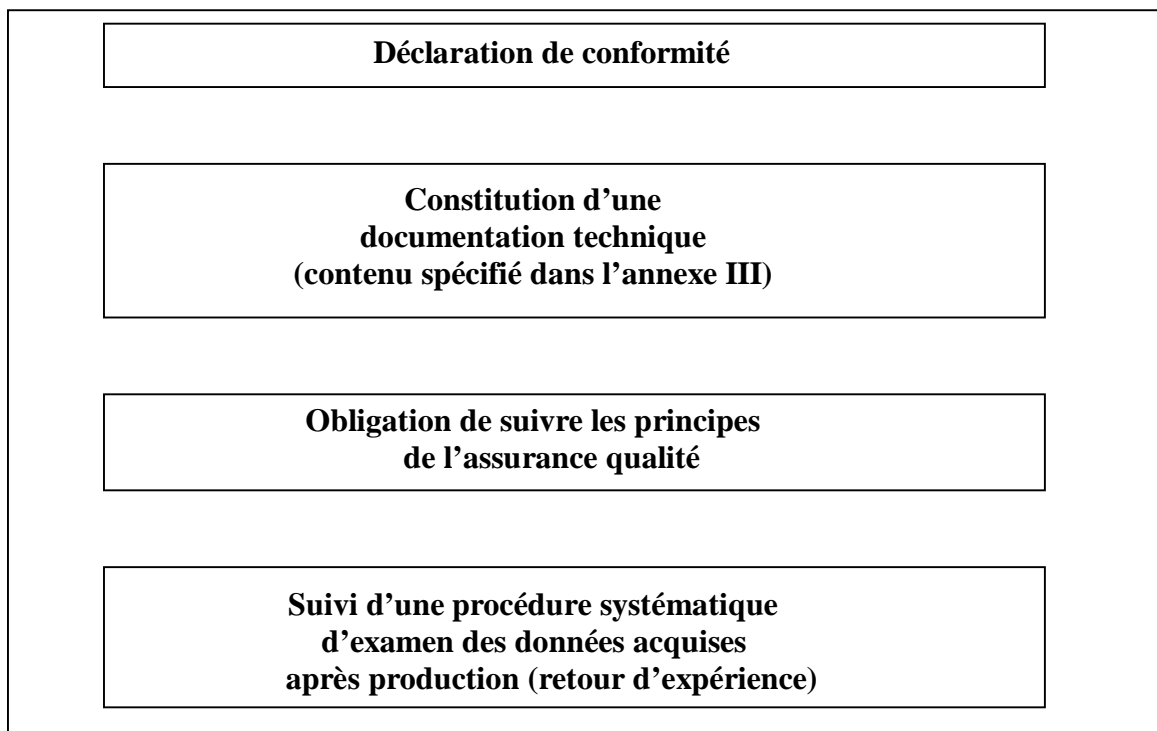 Déclaration de conformité
Constitution d’une
documentation technique
(contenu spécifié dans l’annexe III)
Obligation de suivre les principes
de l’assurance qualité
Suivi d’une procédure systématique
d’examen des données acquises
après production (retour d’expérience)